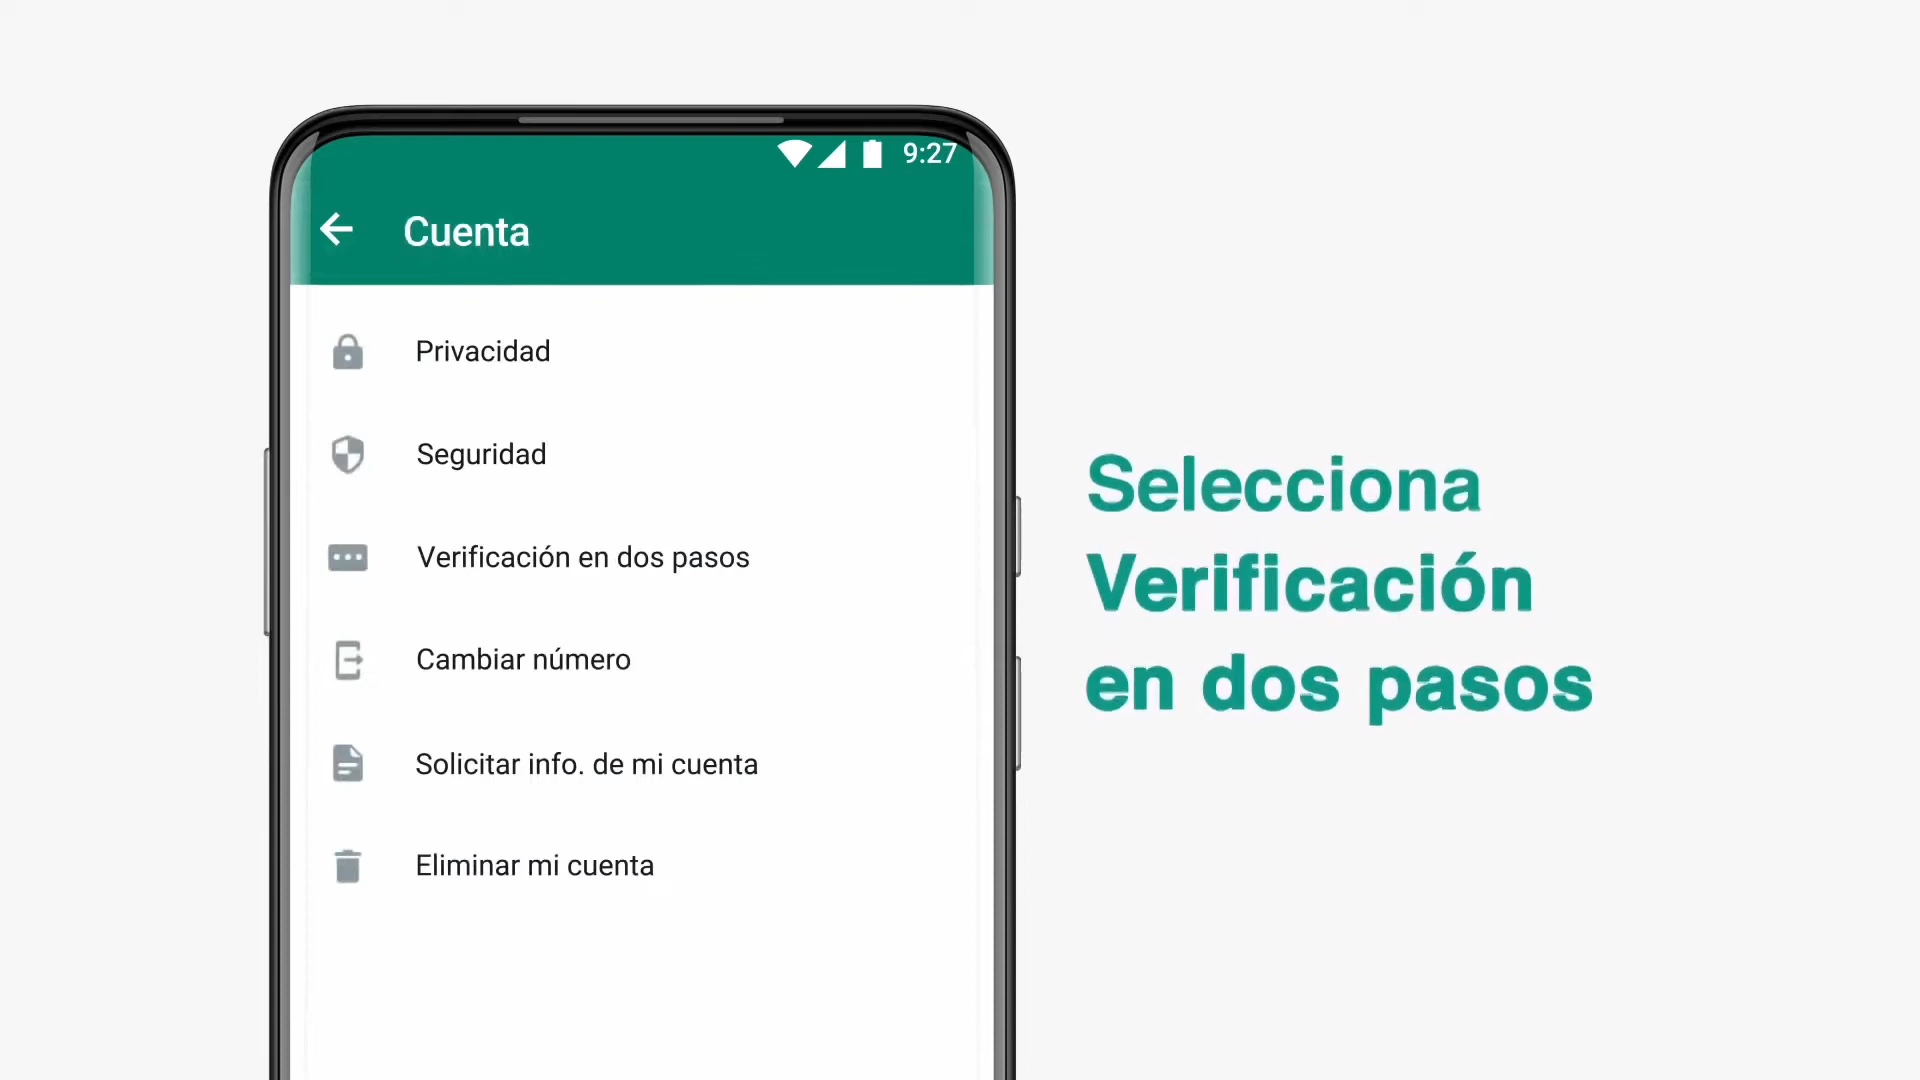 9:27
Cuenta
Privacidad
Seguridad
Verificación en dos pasos
Cambiar número
Solicitar info. de mi cuenta
Eliminar mi cuenta
Selecciona
Verificación
en dos pasos